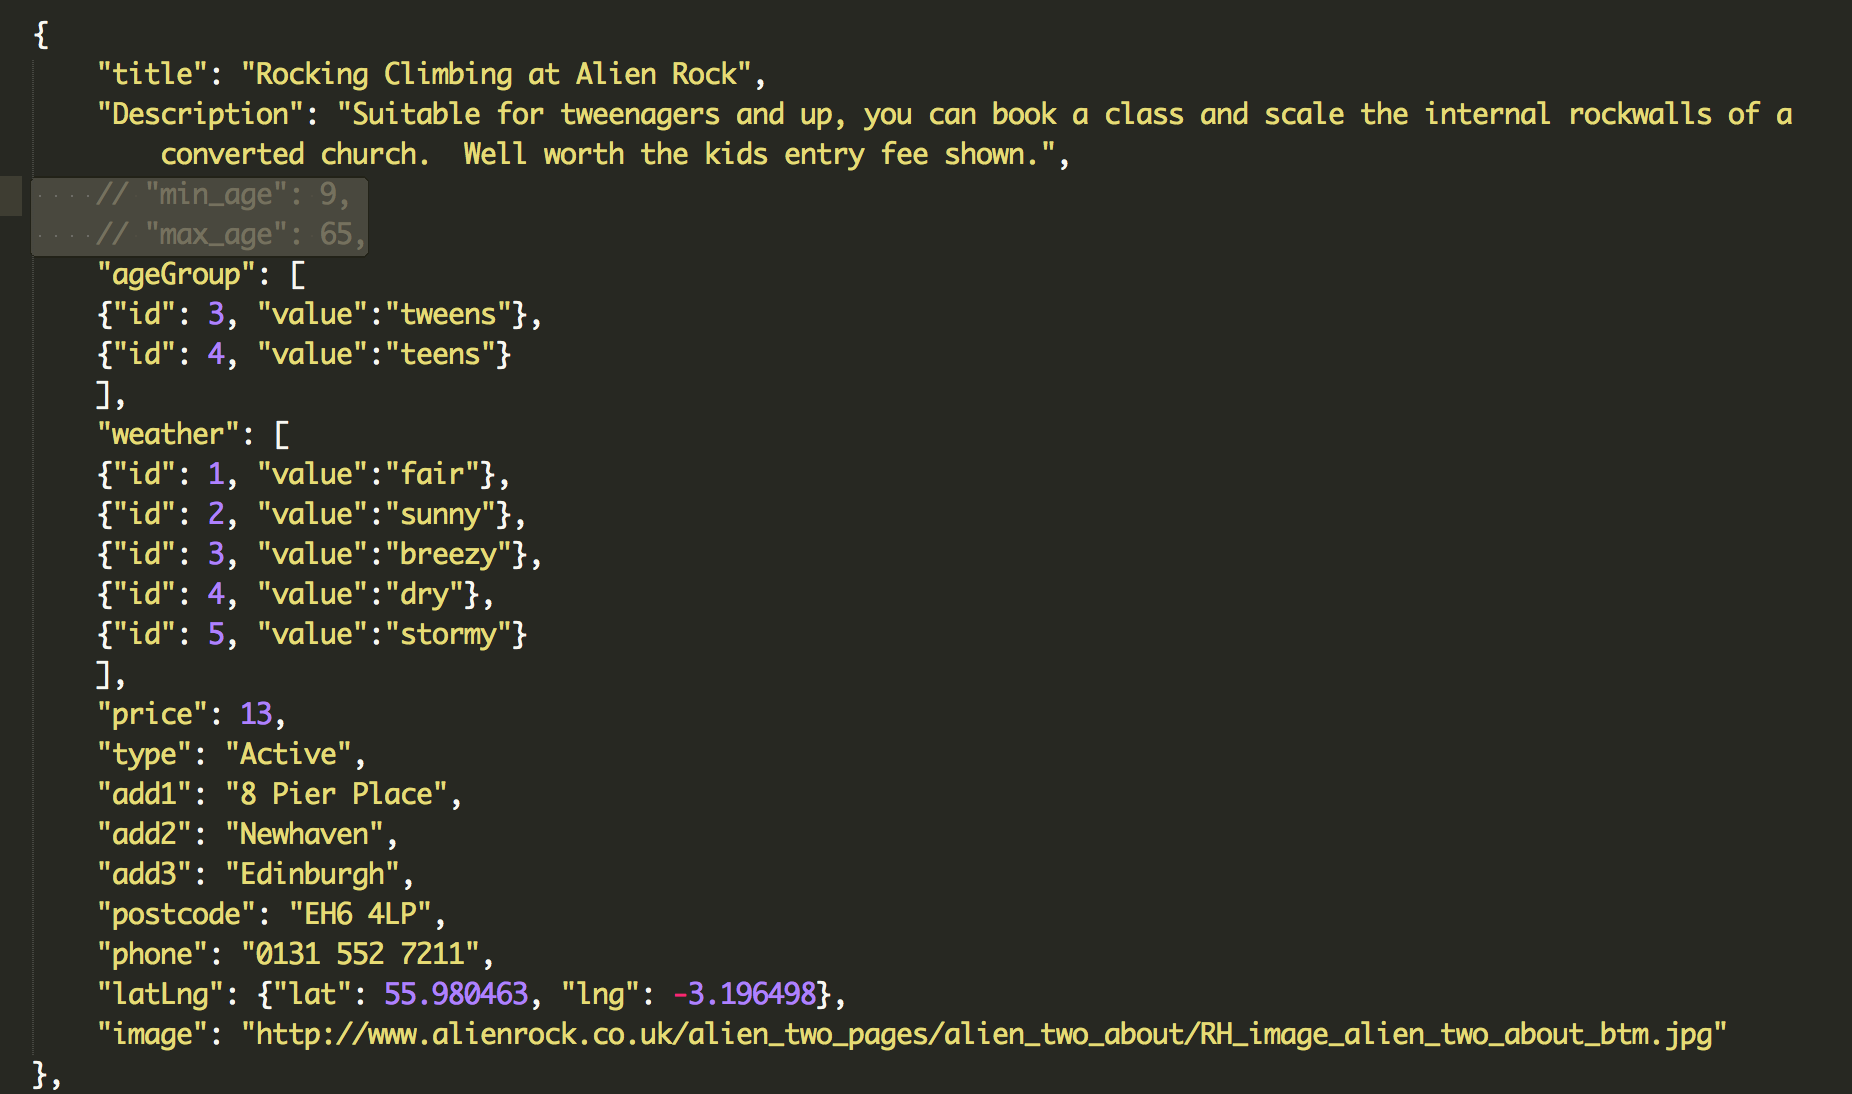 {
"title": "Rocking Climbing at Alien Rock",
"Description": "Suitable for tweenagers and up, you can book a class and scale the internal rockwalls of a
converted church.  Well worth the kids entry fee shown.",
// "min_age": 9,
// "max_age": 65,
"ageGroup": [
{"id": 3, "value":"tweens"},
{"id": 4, "value":"teens"}
],
"weather": [
{"id": 1, "value":"fair"},
{"id": 2, "value":"sunny"},
{"id": 3, "value":"breezy"},
{"id": 4, "value":"dry"},
{"id": 5, "value":"stormy"}
],
"price": 13,
"type": "Active",
"add1": "8 Pier Place",
"add2": "Newhaven",
"add3": "Edinburgh",
"postcode": "EH6 4LP",
"phone": "0131 552 7211",
"latLng": {"lat": 55.980463, "lng": -3.196498},
"image": "http://www.alienrock.co.uk/alien_two_pages/alien_two_about/RH_image_alien_two_about_btm.jpg"
},